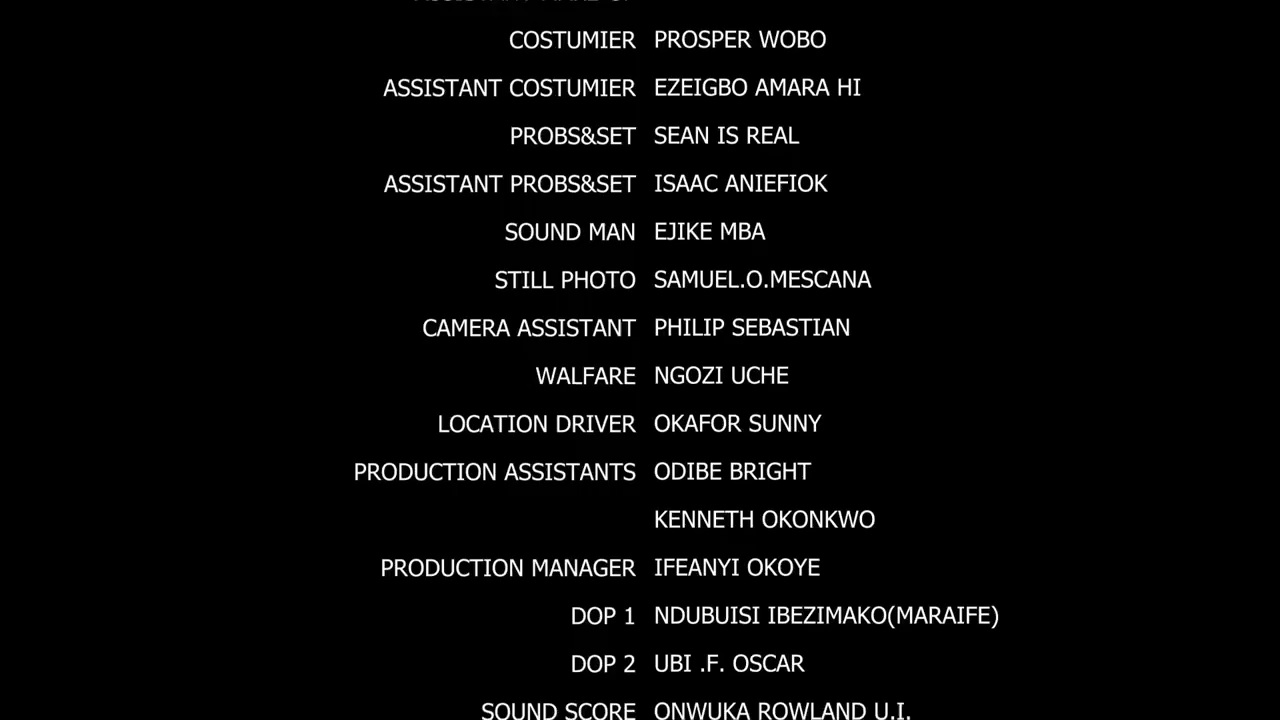 COSTUMIER PROSPER WOBO
ASSISTANT COSTUMIER EZEIGBO AMARA HI
PROBS&SET SEAN IS REAL
ASSISTANT PROBS&SET ISAAC ANIEFIOK
SOUND MAN EJIKE MBA
STILL PHOTO SAMUEL.O.MESCANA
CAMERA ASSISTANT PHILIP SEBASTIAN
WALFARE NGOZI UCHE
LOCATION DRIVER OKAFOR SUNNY
PRODUCTION ASSISTANTS ODIBE BRIGHT
KENNETH OKONKWO
PRODUCTION MANAGER IFEANYI OKOYE
DOP 1 NDUBUISI IBEZIMAKO(MARAIFE)
DOP 2 UBI .F. OSCAR
SOUND SCORE ONWUKA ROWLAND U.I.